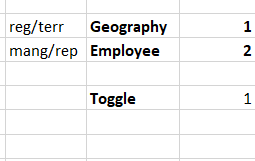 reg/terr Geography 1
mang/rep Employee 2
Toggle 1